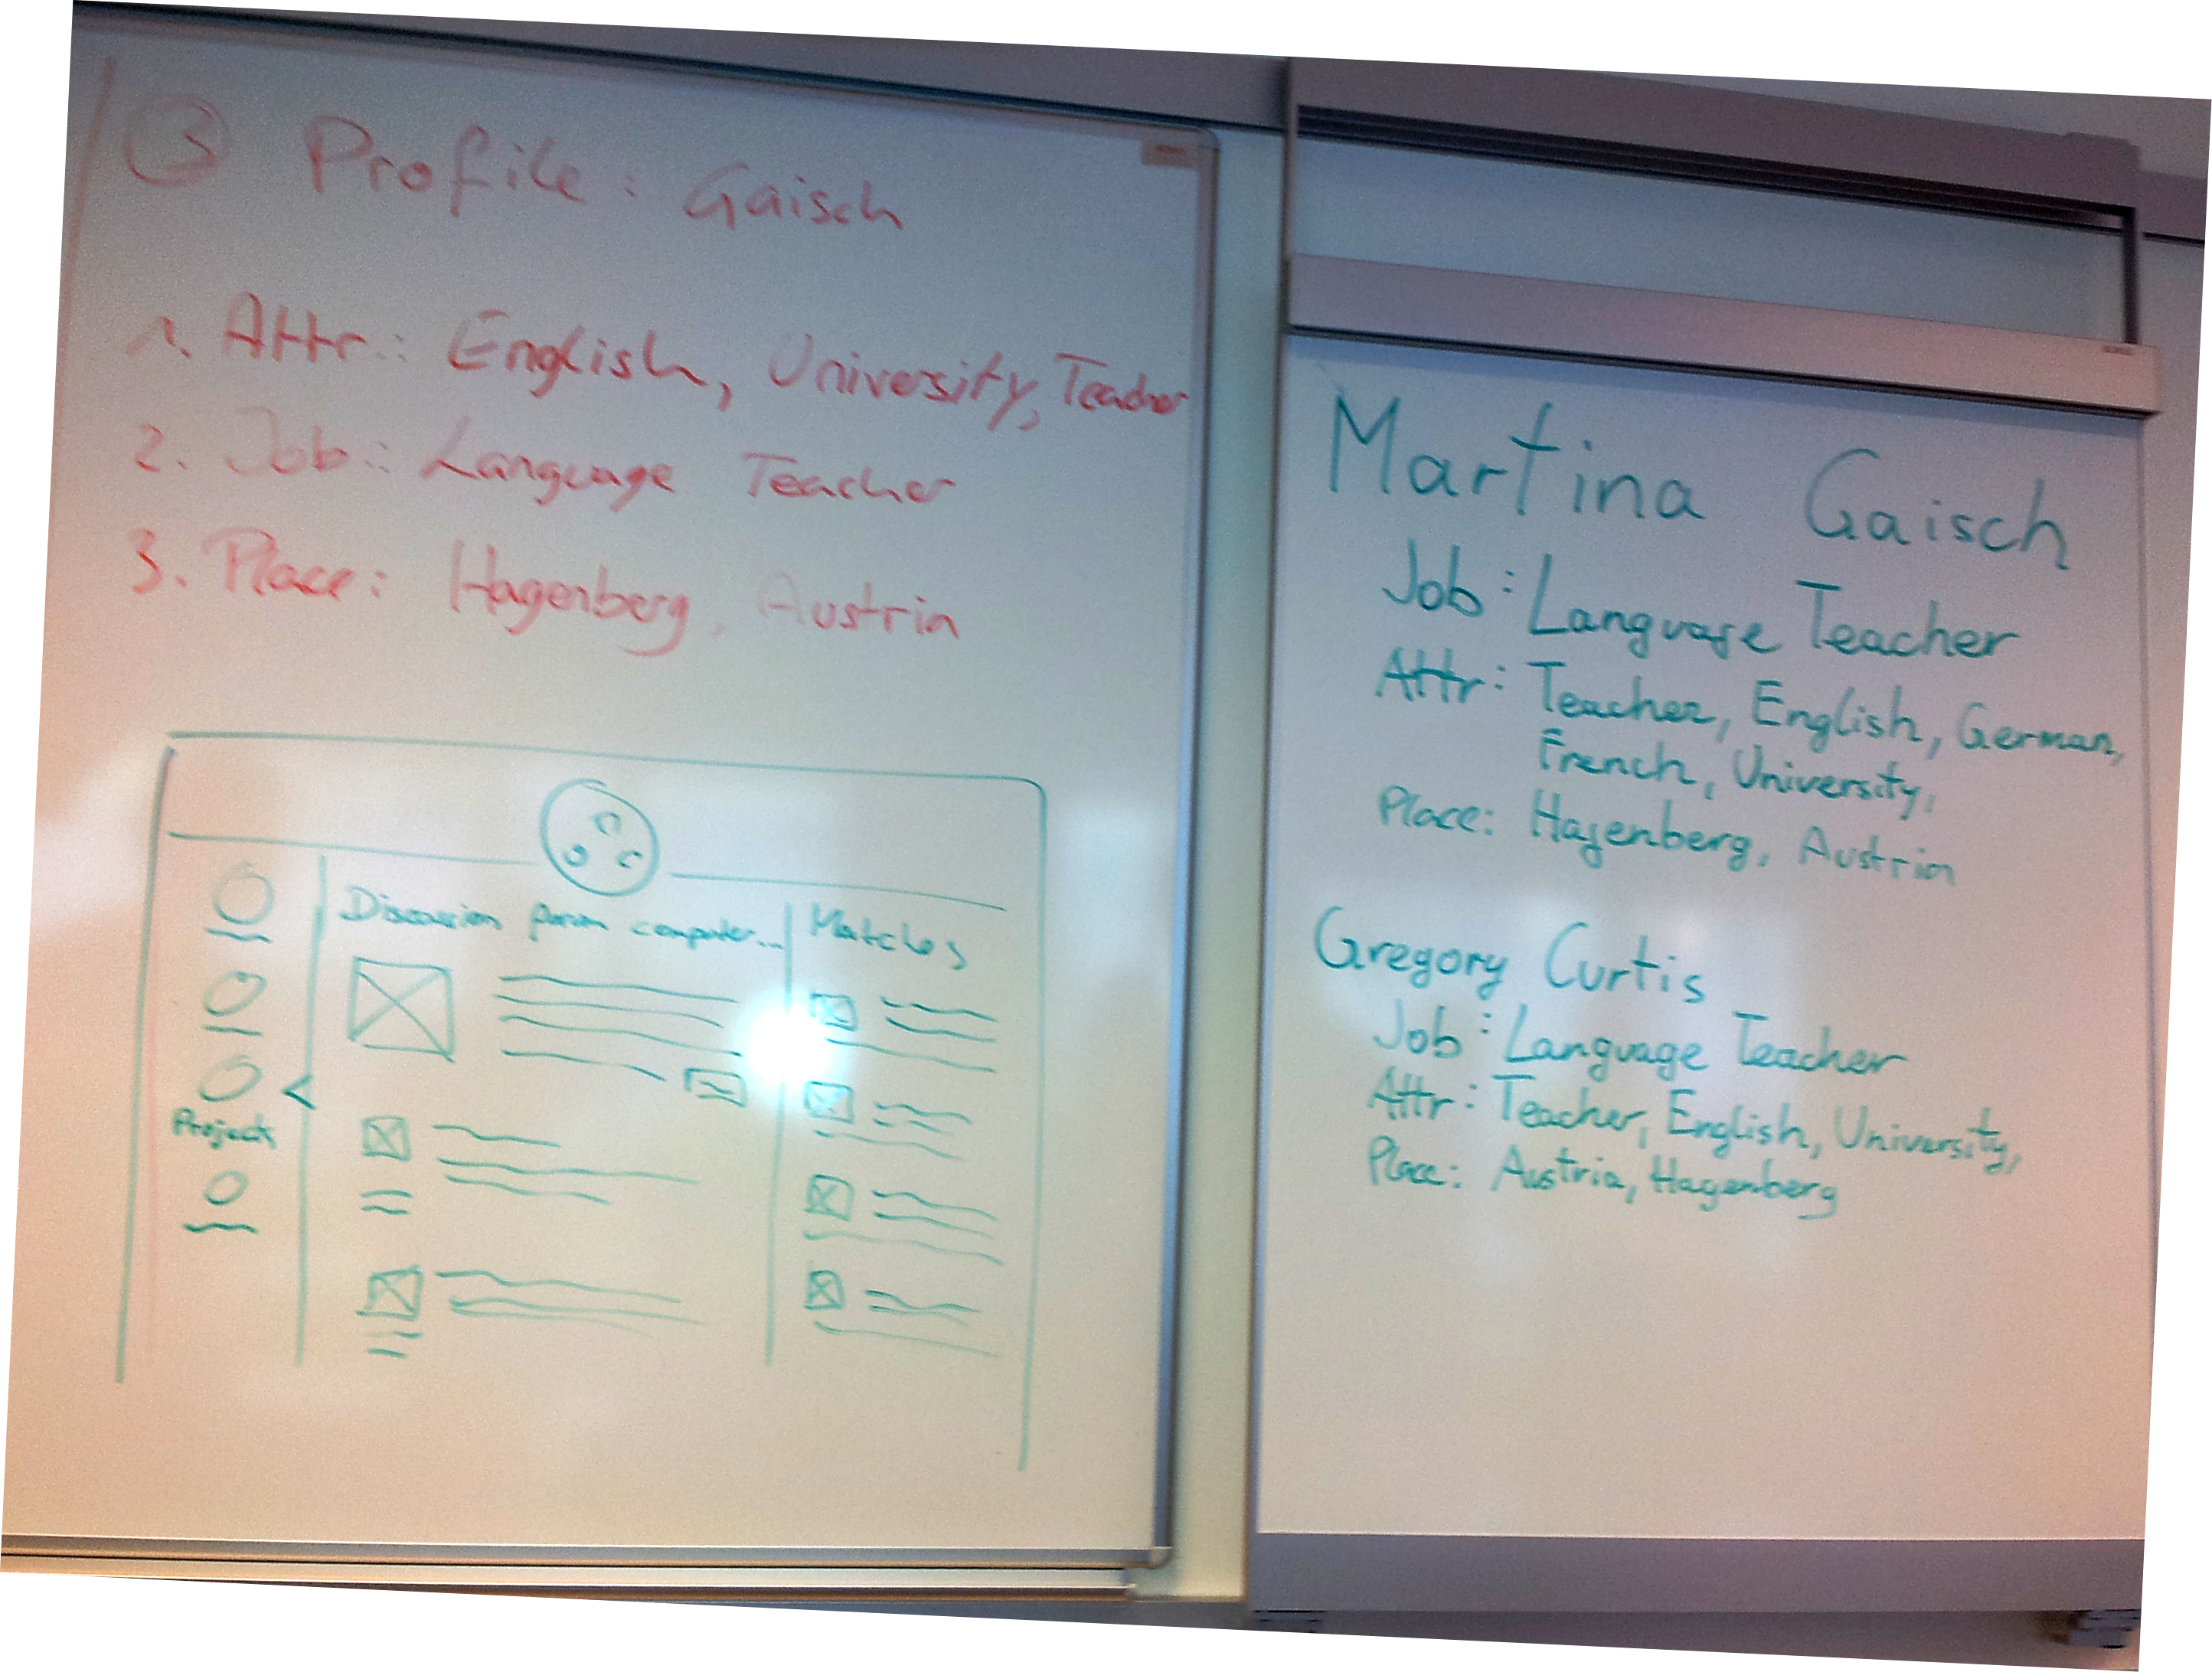 ③ Profile: Gaisch
1. Attr.: English, University, Teacher
2. Job: Language Teacher
3. Place: Hagenberg, Austria
Discussion computer...
Matches
Project
Martina Gaisch
Job: Language Teacher
Attr: Teacher, English, German,
French, University,
Place: Hagenberg, Austria
Gregory Curtis
Job: Language Teacher
Attr: Teacher, English, University,
Place: Austria, Hagenberg